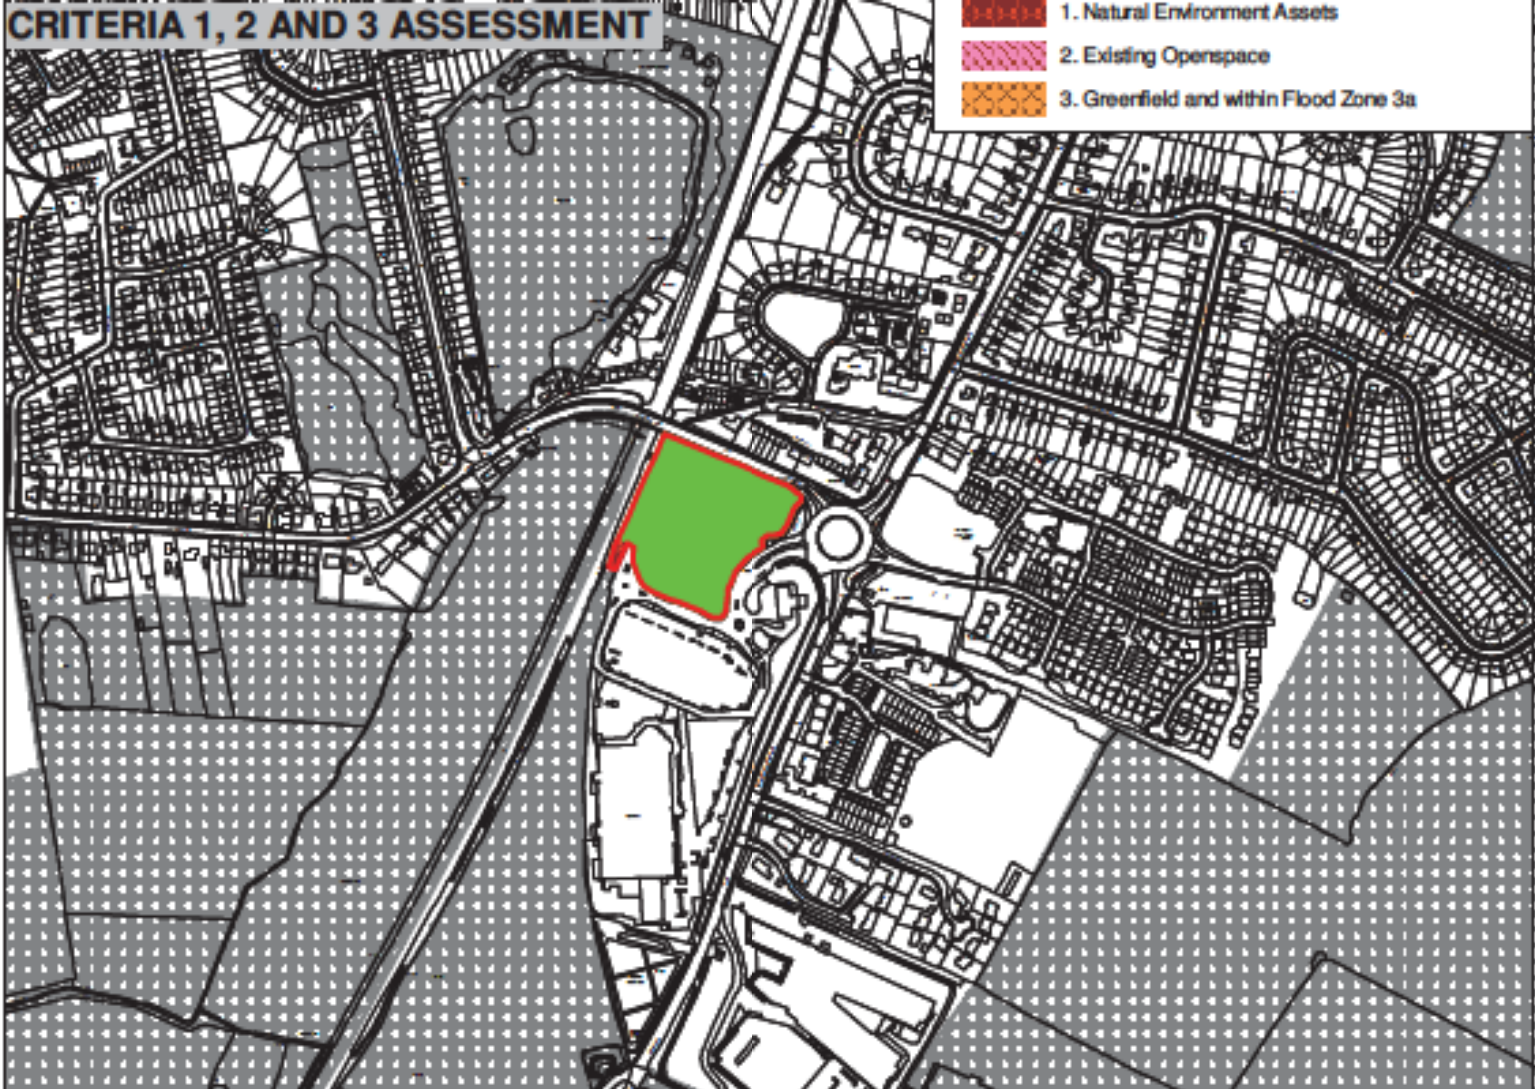 CRITERIA 1, 2 AND 3 ASSESSMENT
1. Natural Environment Assets
2. Existing Openspace
3. Greenfield and within Flood Zone 3a